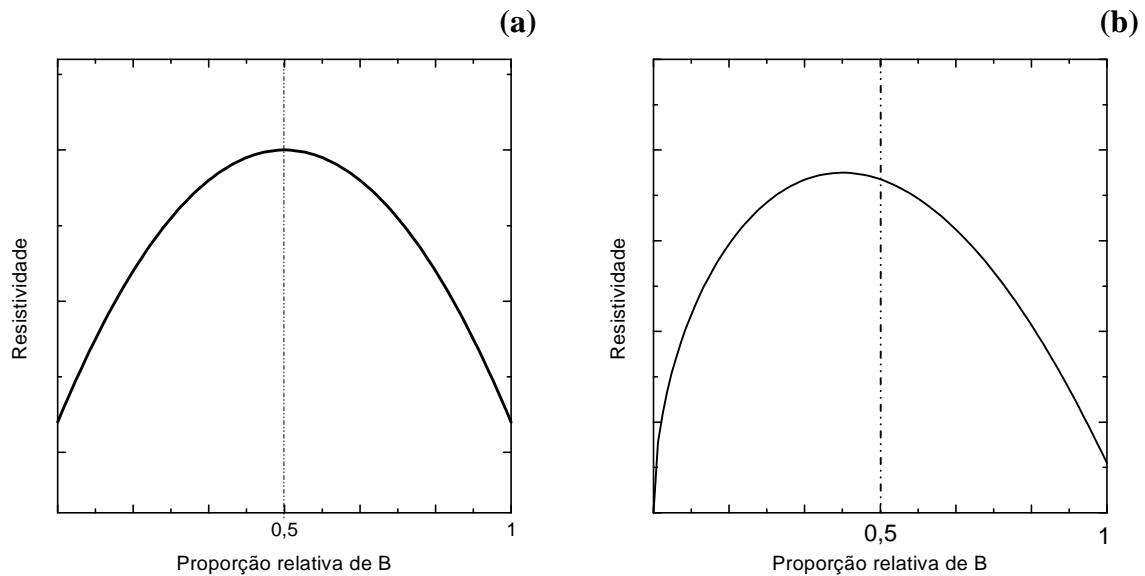 (a)
Resistividade
0,5
1
Proporção relativa de B
(b)
Resistividade
0,5
1
Proporção relativa de B